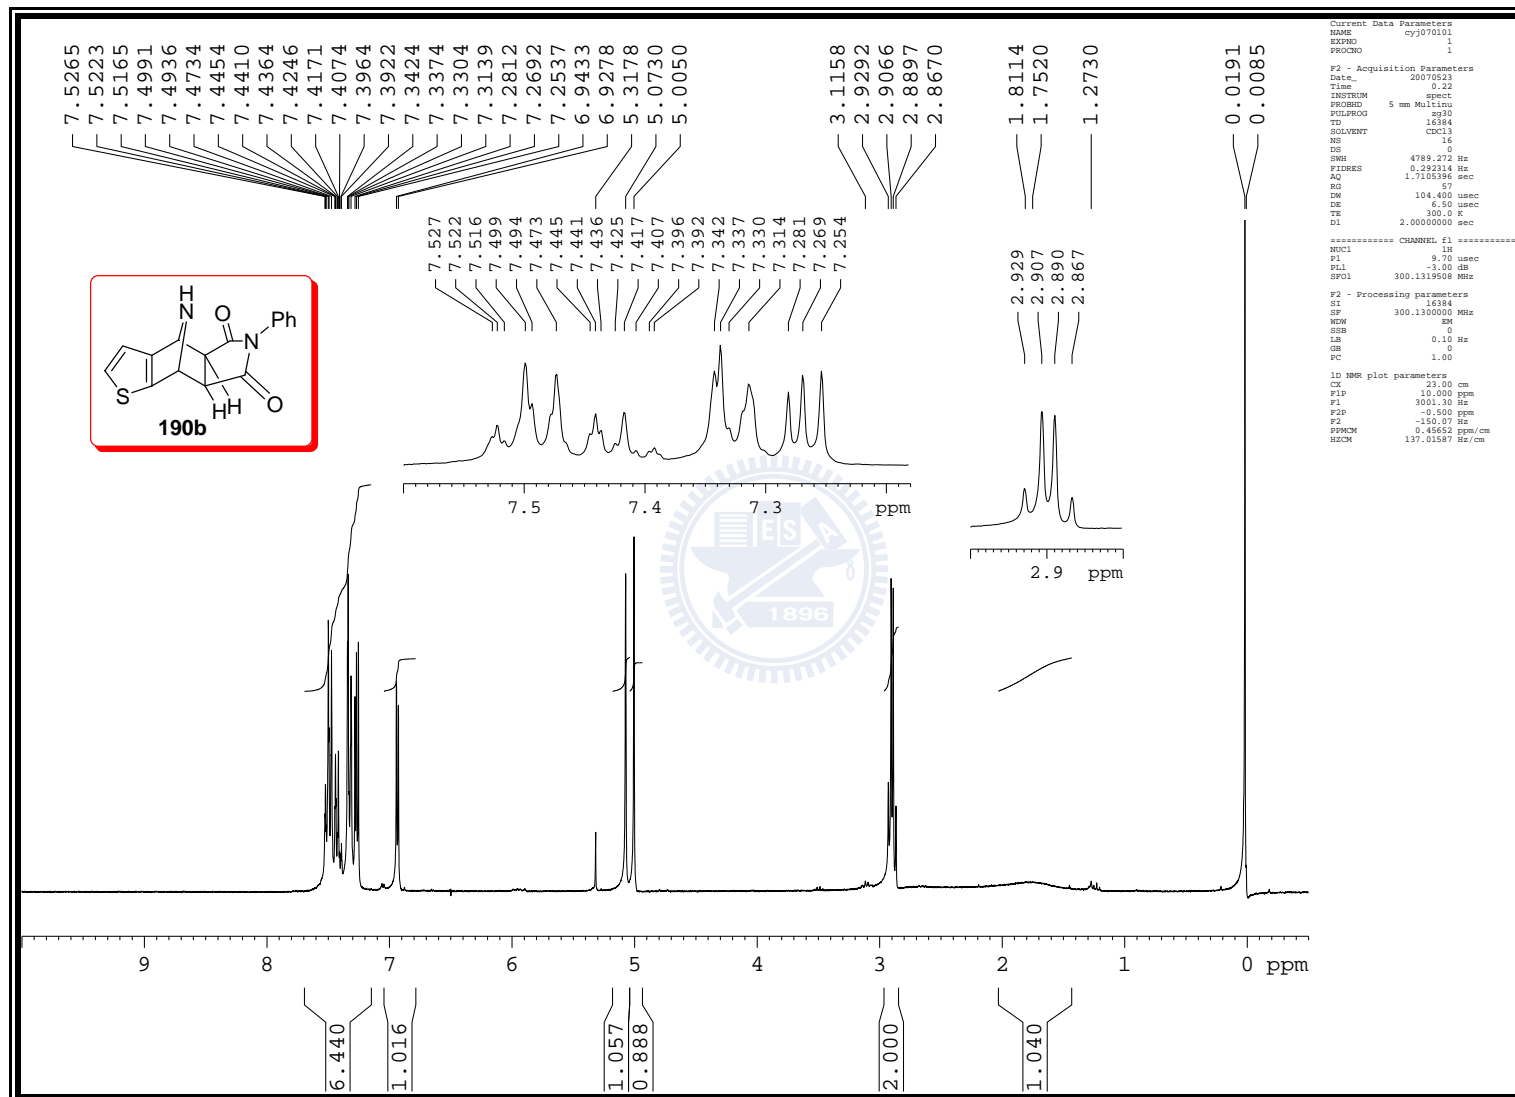 7.5265
7.5223
7.5165
7.4991
7.4936
7.4734
7.4454
7.4410
7.4364
7.4246
7.4171
7.4074
7.3964
7.3922
7.3424
7.3374
7.3304
7.3139
7.2812
7.2692
7.2537
6.9433
6.9278
5.3178
5.0730
5.0050
3.1158
2.9292
2.9066
2.8897
2.8670
1.8114
1.7520
1.2730
0.0191
0.0085
7.527
7.522
7.516
7.499
7.494
7.473
7.445
7.441
7.436
7.425
7.417
7.407
7.396
7.392
7.342
7.337
7.330
7.314
7.281
7.269
7.254
2.929
2.907
2.890
2.867
H
N
O
Ph
N
S
H
H
O
190b
7.5 7.4 7.3 ppm
2.9 ppm
ES
A
1896
9 8 7 6 5 4 3 2 1 0 ppm
6.440
1.016
1.057
0.888
2.000
1.040
Current Data Parameters
NAME cyj070101
EXPNO 1
PROCNO 1
F2 - Acquisition Parameters
Date_ 20070523
Time 0.22
INSTRUM spect
PROBHD 5 mm Multinu
PULPROG zg30
TD 16384
SOLVENT CDCl3
NS 16
DS 0
SWH 4789.272 Hz
FIDRES 0.292314 Hz
AQ 1.7105396 sec
RG 57
DW 104.400 usec
DE 6.50 usec
TE 300.0 K
D1 2.00000000 sec
============ CHANNEL f1 ===========
NUC1 1H
P1 9.70 usec
PL1 -3.00 dB
SFO1 300.1319508 MHz
F2 - Processing parameters
SI 16384
SF 300.1300000 MHz
WDW EM
SSB 0
LB 0.10 Hz
GB 0
PC 1.00
1D NMR plot parameters
CX 23.00 cm
F1P 10.000 ppm
F1 3001.30 Hz
F2P -0.500 ppm
F2 -150.07 Hz
PPMCM 0.45652 ppm/cm
HZCM 137.01587 Hz/cm